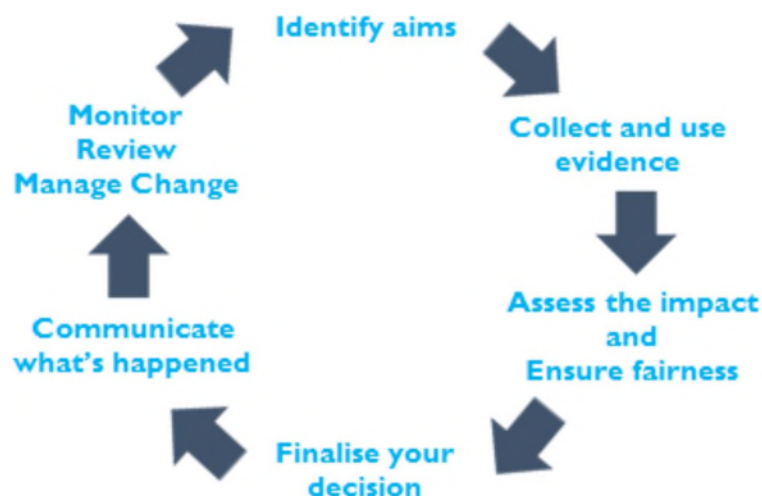 Identify aims
Collect and use
evidence
Assess the impact
and
Ensure fairness
Finalise your
decision
Communicate
what's happened
Monitor
Review
Manage Change